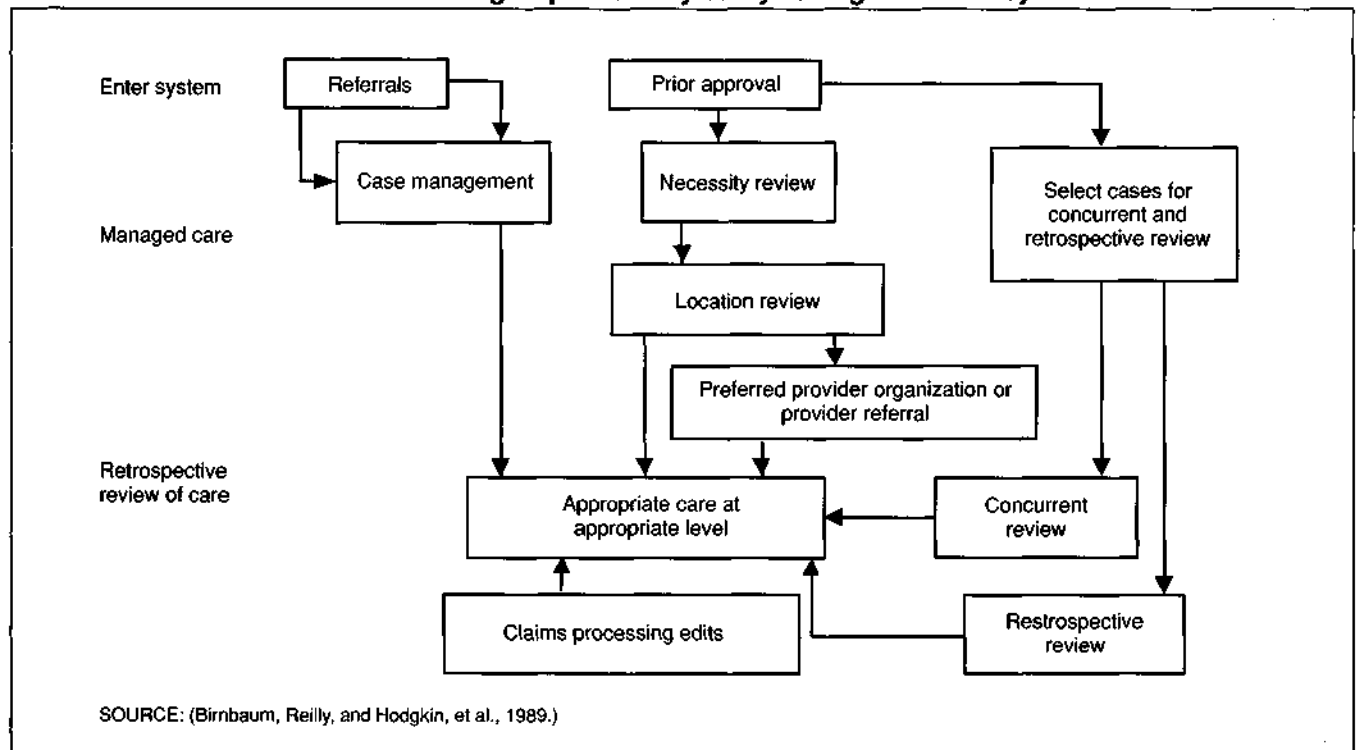 Enter system
Referrals
Prior approval
Case management
Necessity review
Select cases for
concurrent and
retrospective review
Managed care
Location review
Preferred provider organization or
provider referral
Retrospective
review of care
Appropriate care at
appropriate level
Concurrent
review
Claims processing edits
Restrospective
review
SOURCE: (Birnbaum, Reilly, and Hodgkin, et al., 1989.)